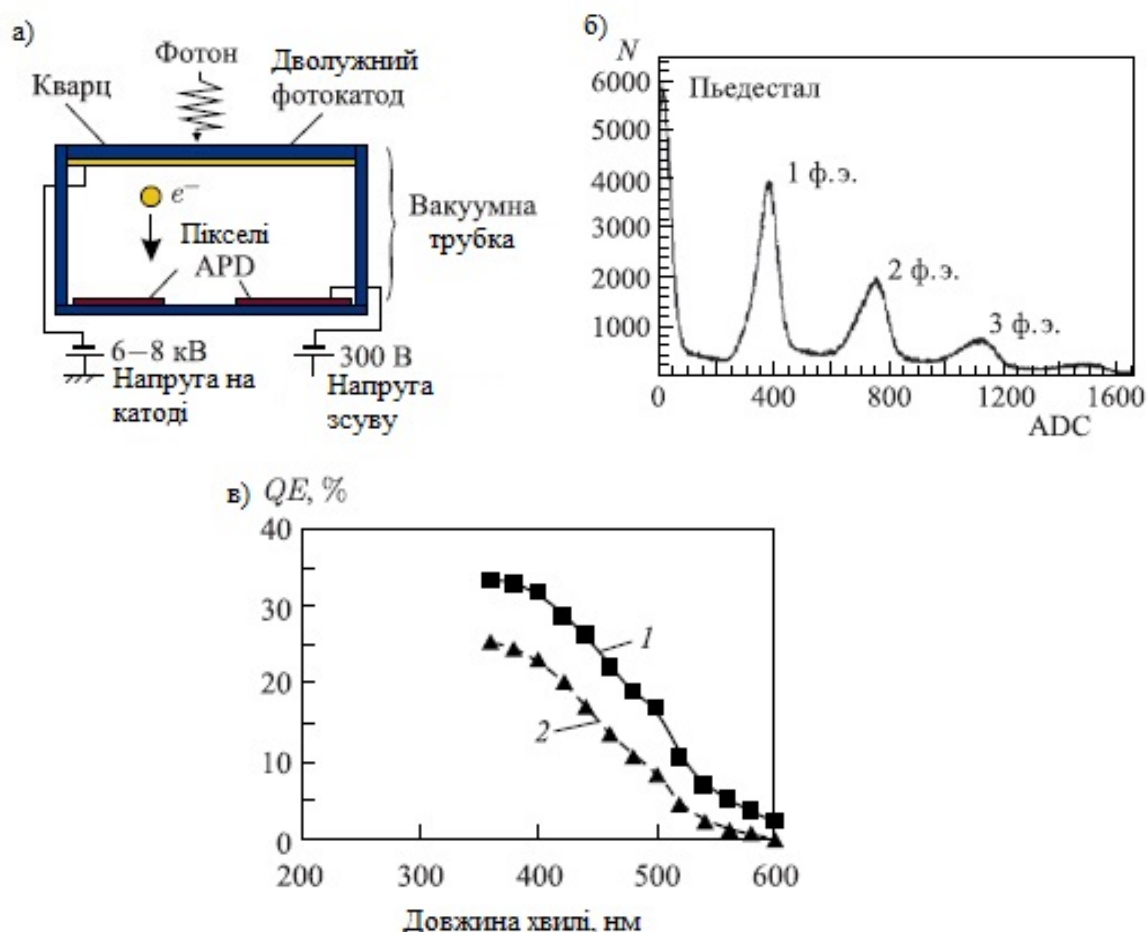 а)
Фотон
Дволужний
фотокатод
Кварц
e⁻
Пікселі
APD
Вакуумна
трубка
6–8 кВ
Напруга на
катоді
300 В
Напруга
зсуву
б)
N
6000
5000
4000
3000
2000
1000
0
Пьедестал
1 ф.э.
2 ф.э.
3 ф.э.
0 400 800 1200 1600
ADC
в) QE, %
40
30
20
10
0
1
2
200 300 400 500 600
Довжина хвилі, нм